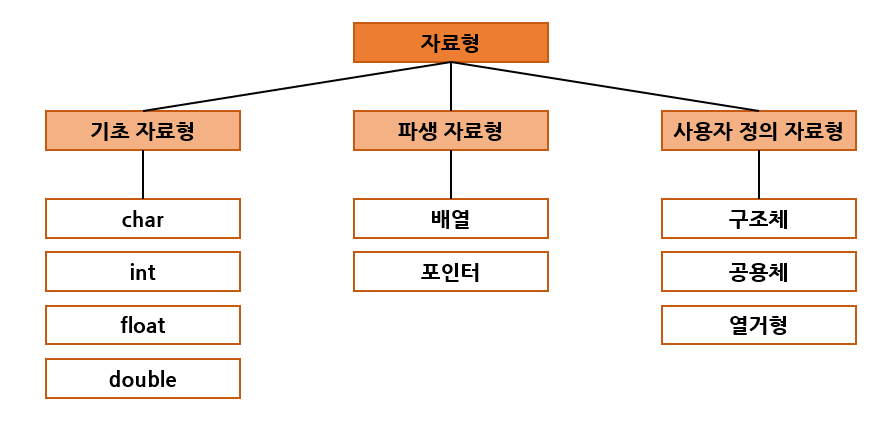 자료형
기초 자료형
파생 자료형
사용자 정의 자료형
char
배열
구조체
int
포인터
공용체
float
열거형
double